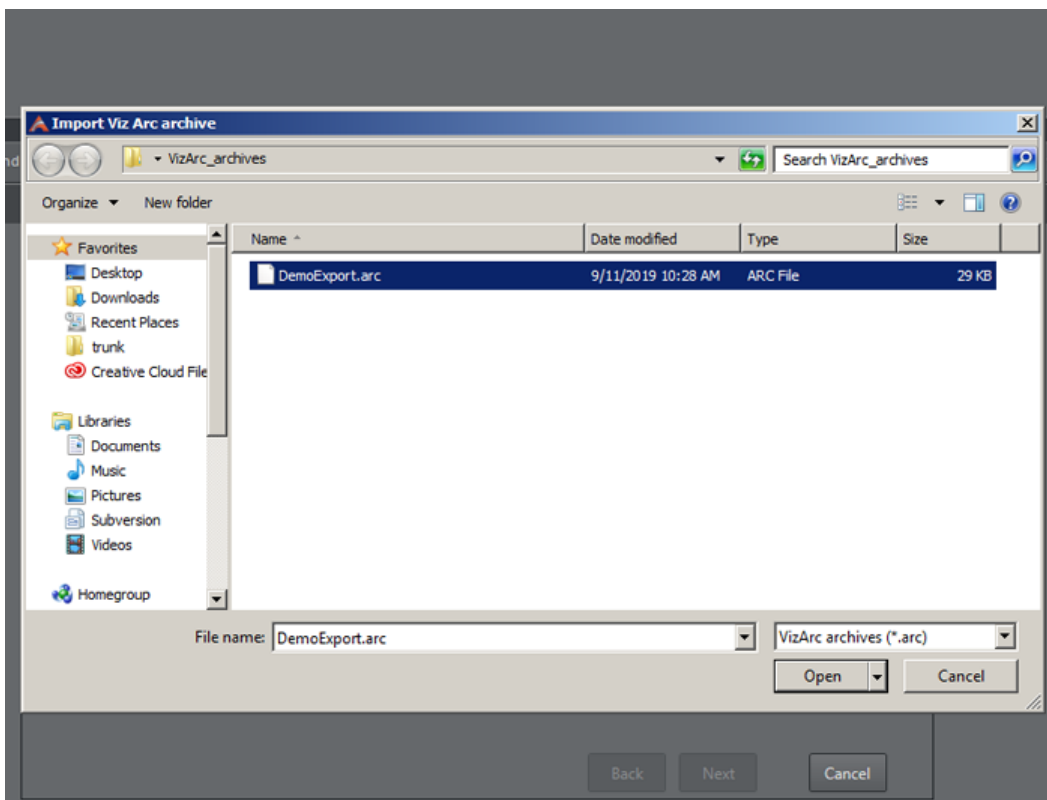 Import Viz Arc archive
nd
VizArc_archives
Search VizArc_archives
Organize New folder
Name Date modified Type Size
Favorites
DemoExport.arc 9/11/2019 10:28 AM ARC File 29 KB
Desktop
Downloads
Recent Places
trunk
Creative Cloud File
Libraries
Documents
Music
Pictures
Subversion
Videos
Homegroup
File name: DemoExport.arc VizArc archives (*.arc)
Open Cancel
Back Next Cancel